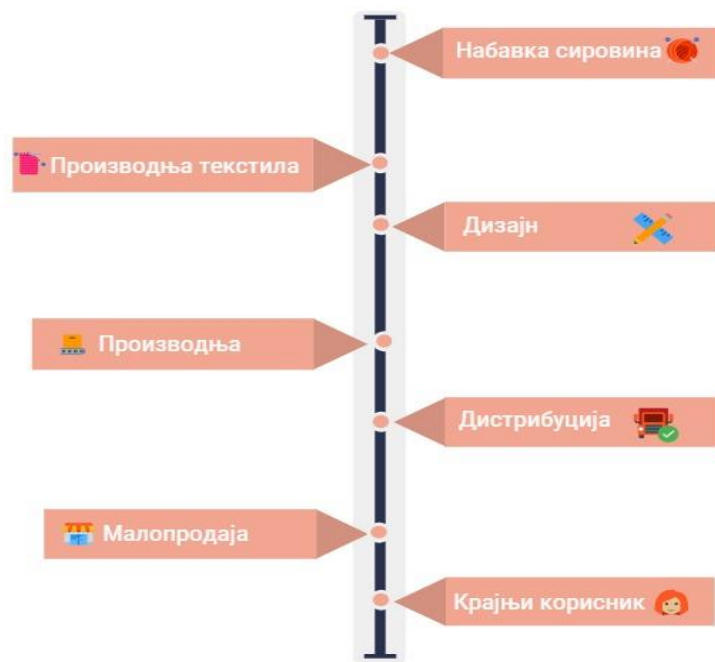 Набавка сировина
Производња текстила
Дизајн
Производња
Дистрибуција
Малопродаја
Крајњи корисник